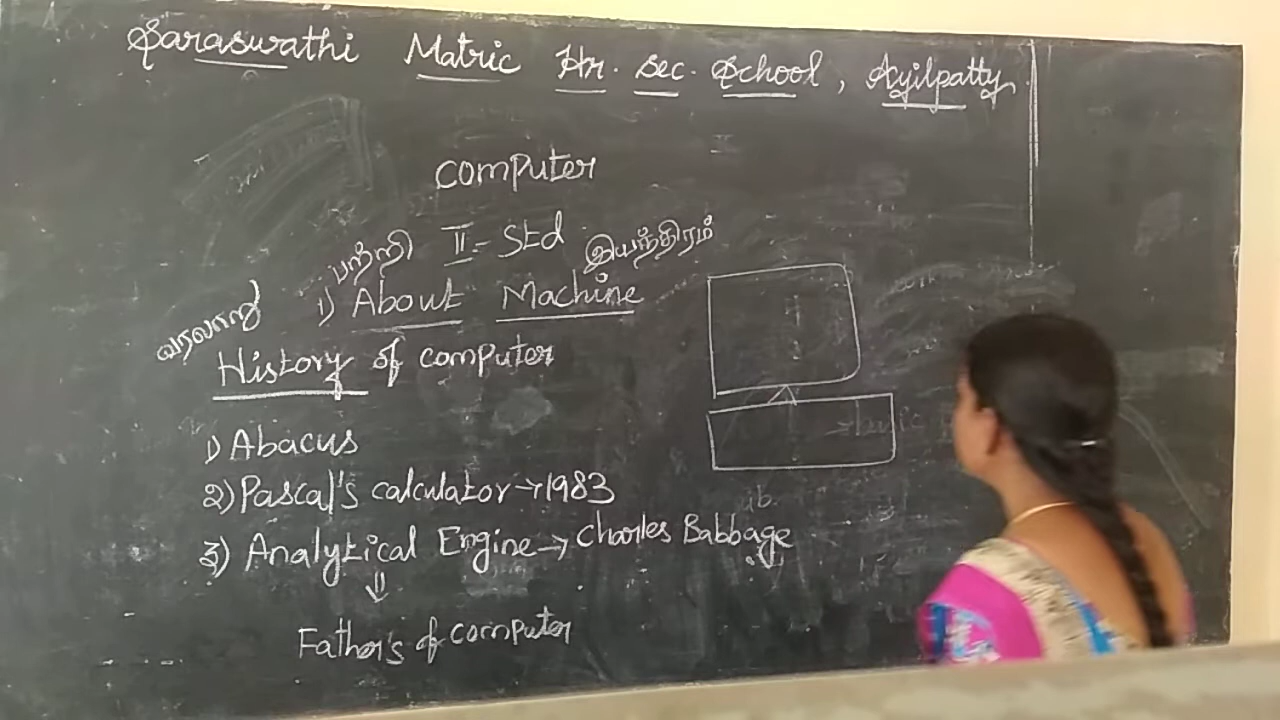 Saraswathi Matric Hr. Sec. School, Ayilpatty.
computer
II - Std
பற்றி இயந்திரம்
1) About Machine
வரலாறு
History of computer
1) Abacus
2) Pascal's calculator → 1983
3) Analytical Engine → Charles Babbage
⇓
Father's of computer